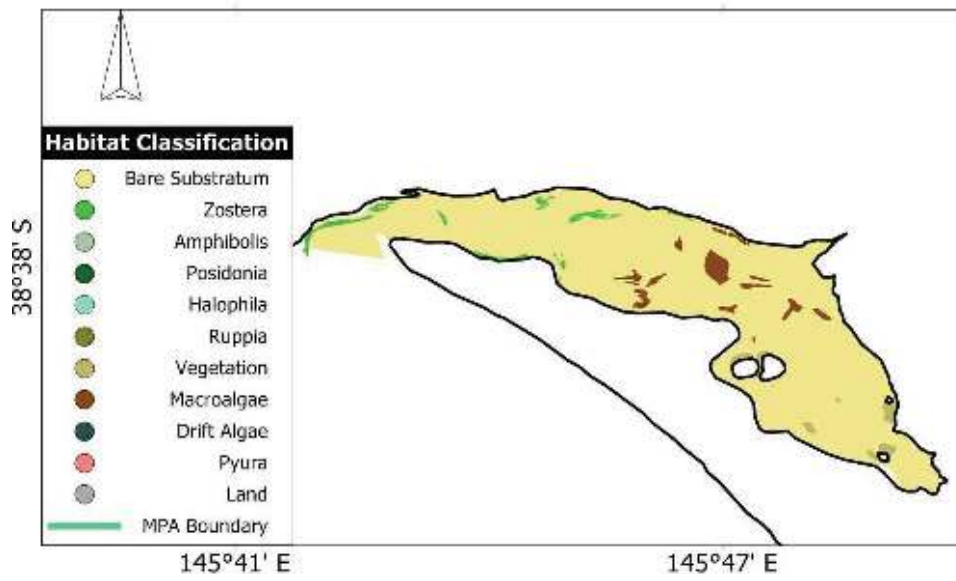 Habitat Classification
Bare Substratum
Zostera
Amphibolis
Posidonia
Halophila
Ruppia
Vegetation
Macroalgae
Drift Algae
Pyura
Land
MPA Boundary
38°38' S
145°41' E
145°47' E